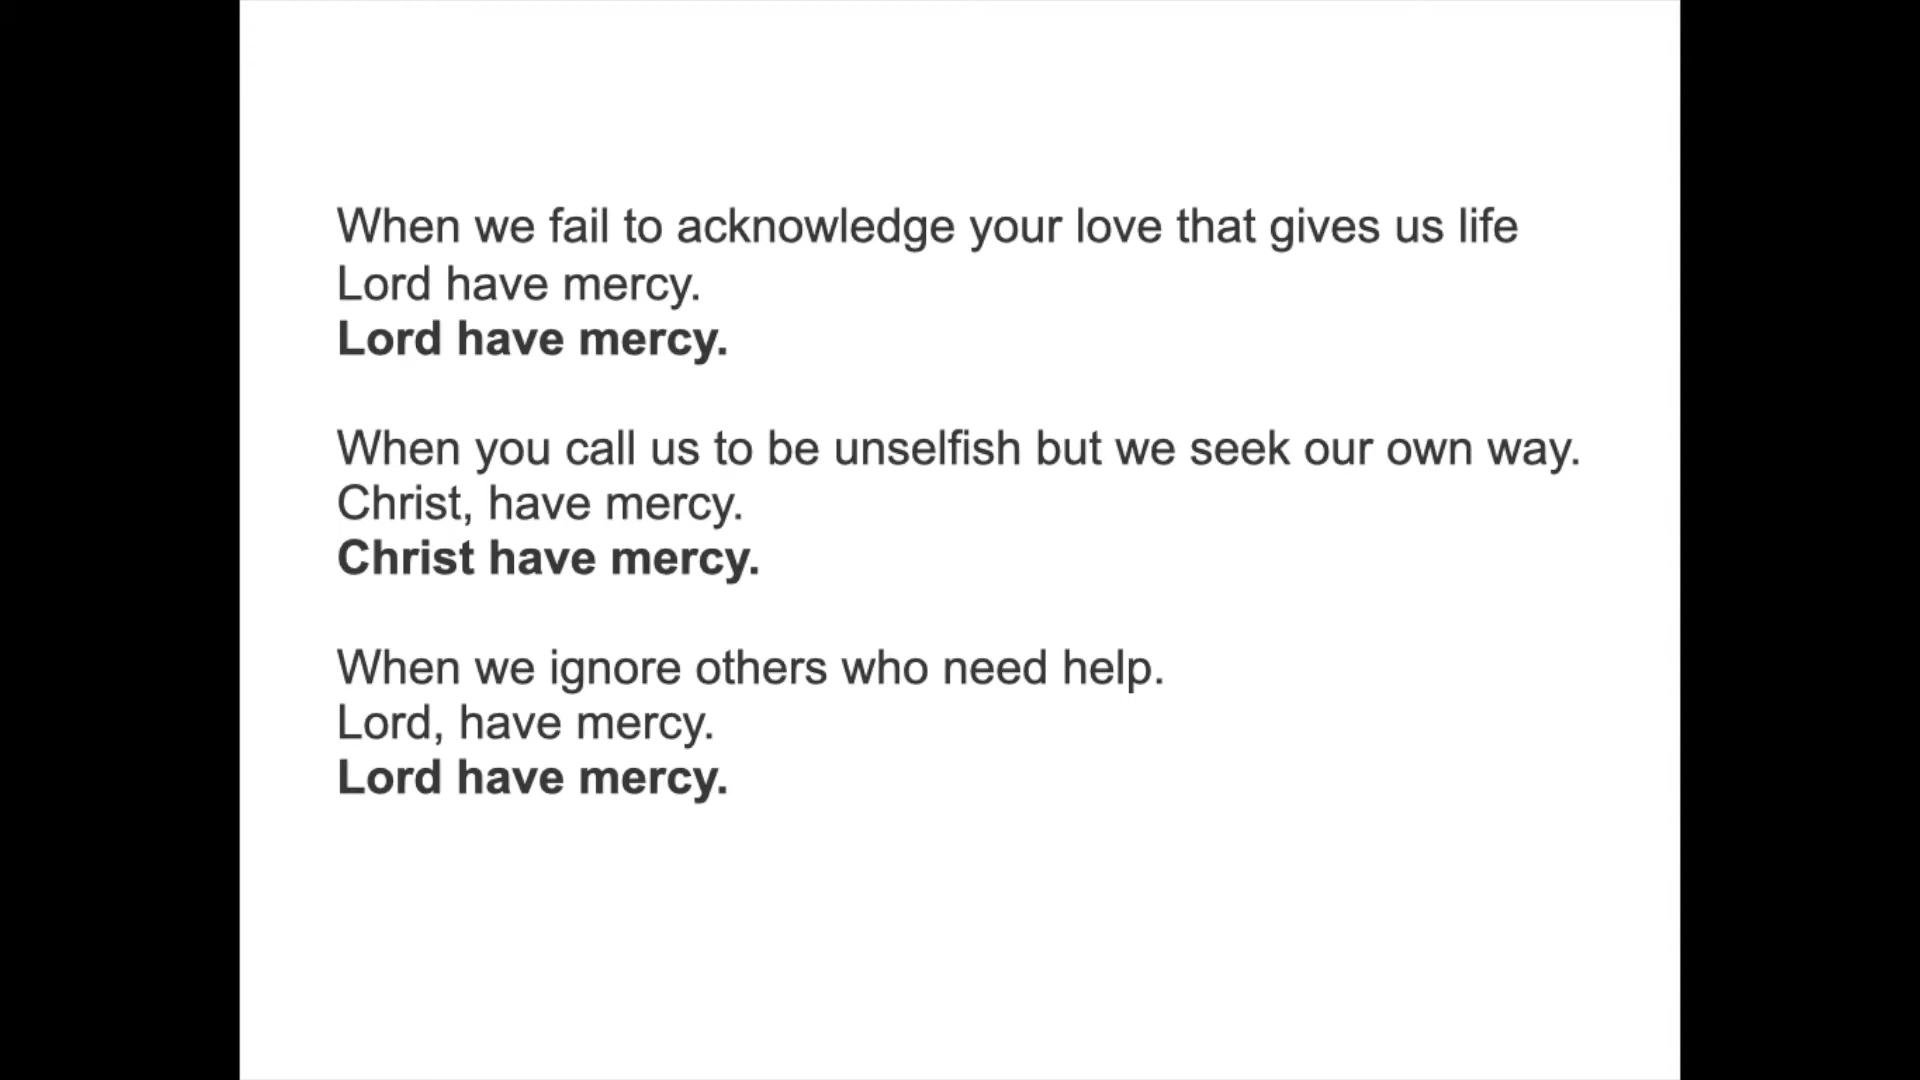 When we fail to acknowledge your love that gives us life
Lord have mercy.
Lord have mercy.
When you call us to be unselfish but we seek our own way.
Christ, have mercy.
Christ have mercy.
When we ignore others who need help.
Lord, have mercy.
Lord have mercy.